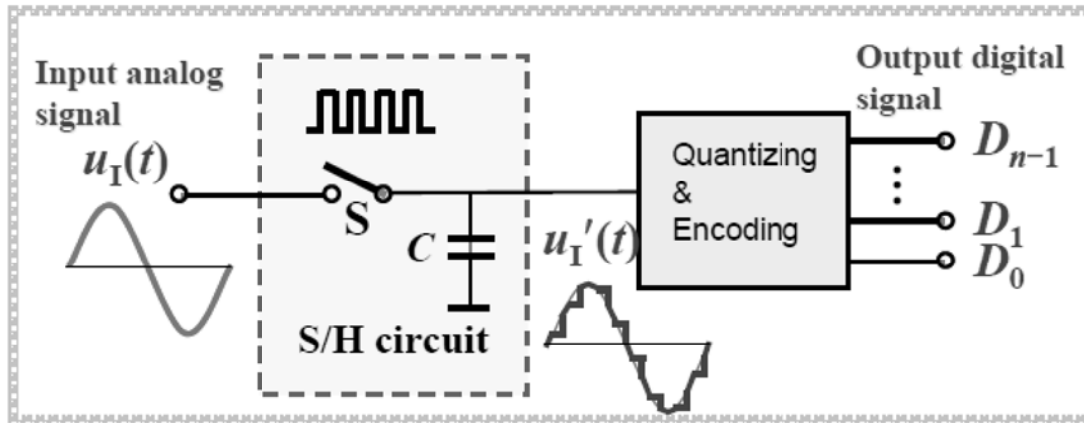 Input analog
signal
u_I(t)
S
C
S/H circuit
u_I'(t)
Quantizing
&
Encoding
Output digital
signal
D_{n-1}
⋮
D_1
D_0